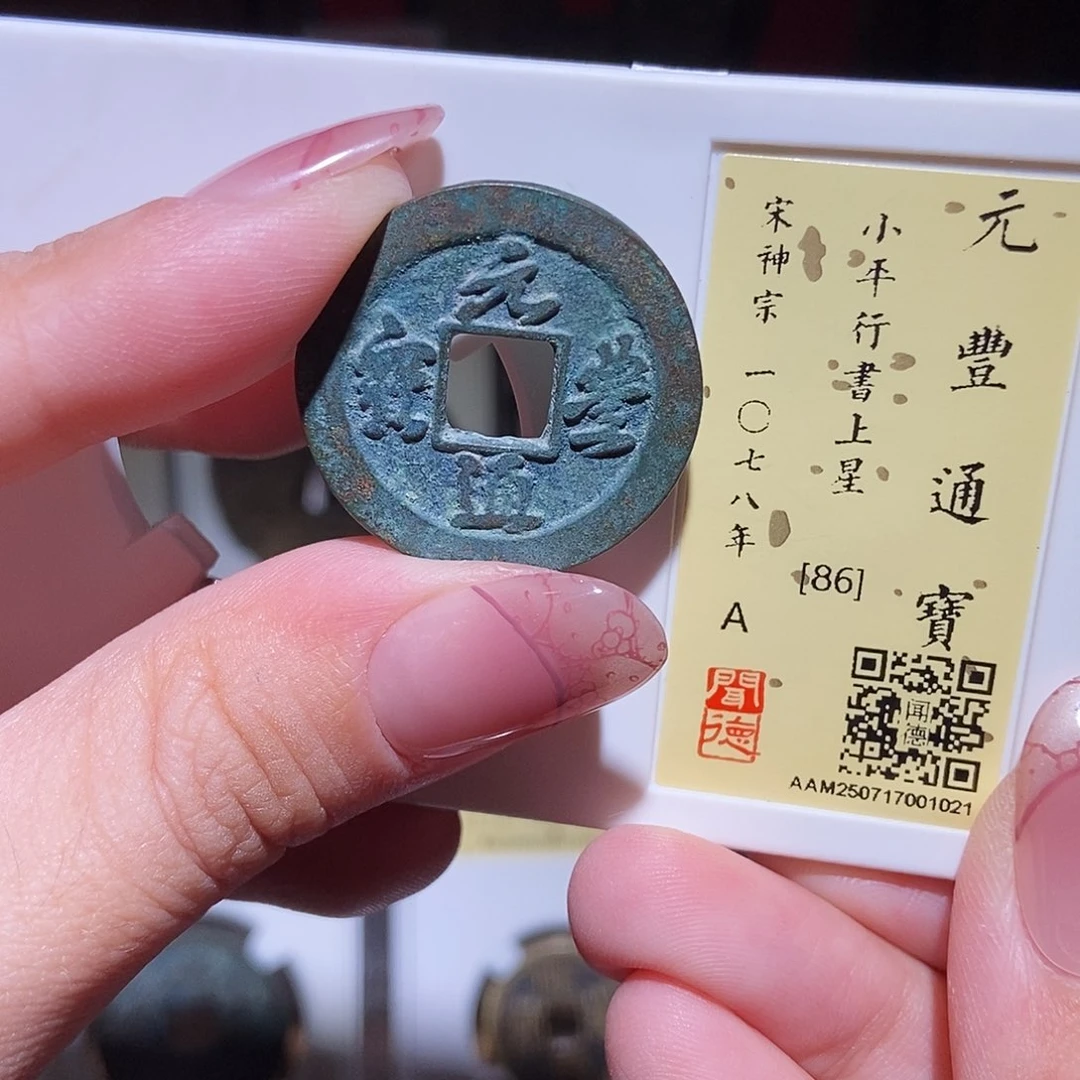 元豐通寶
元豐通寶
小平行書上星
[86]
宋神宗 一〇七八年
A
聞德
闻德
AAM250717001021